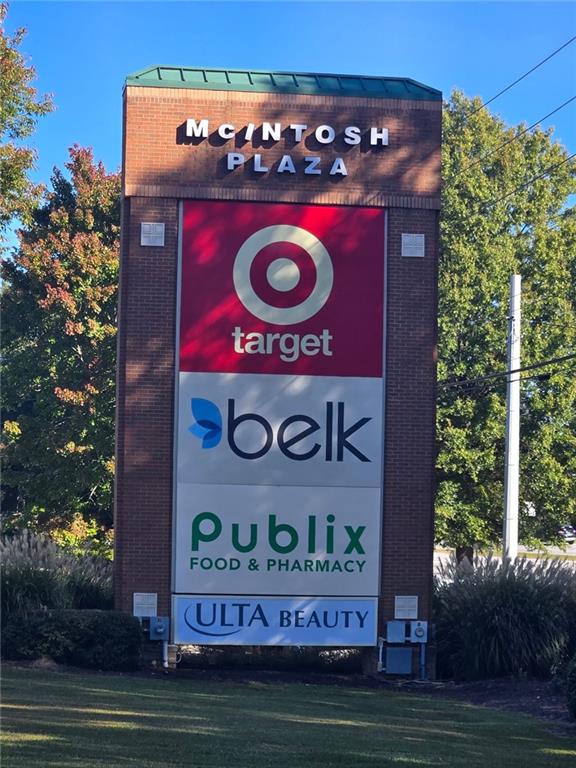 McINTOSH
PLAZA
target
belk
Publix
FOOD & PHARMACY
ULTA BEAUTY